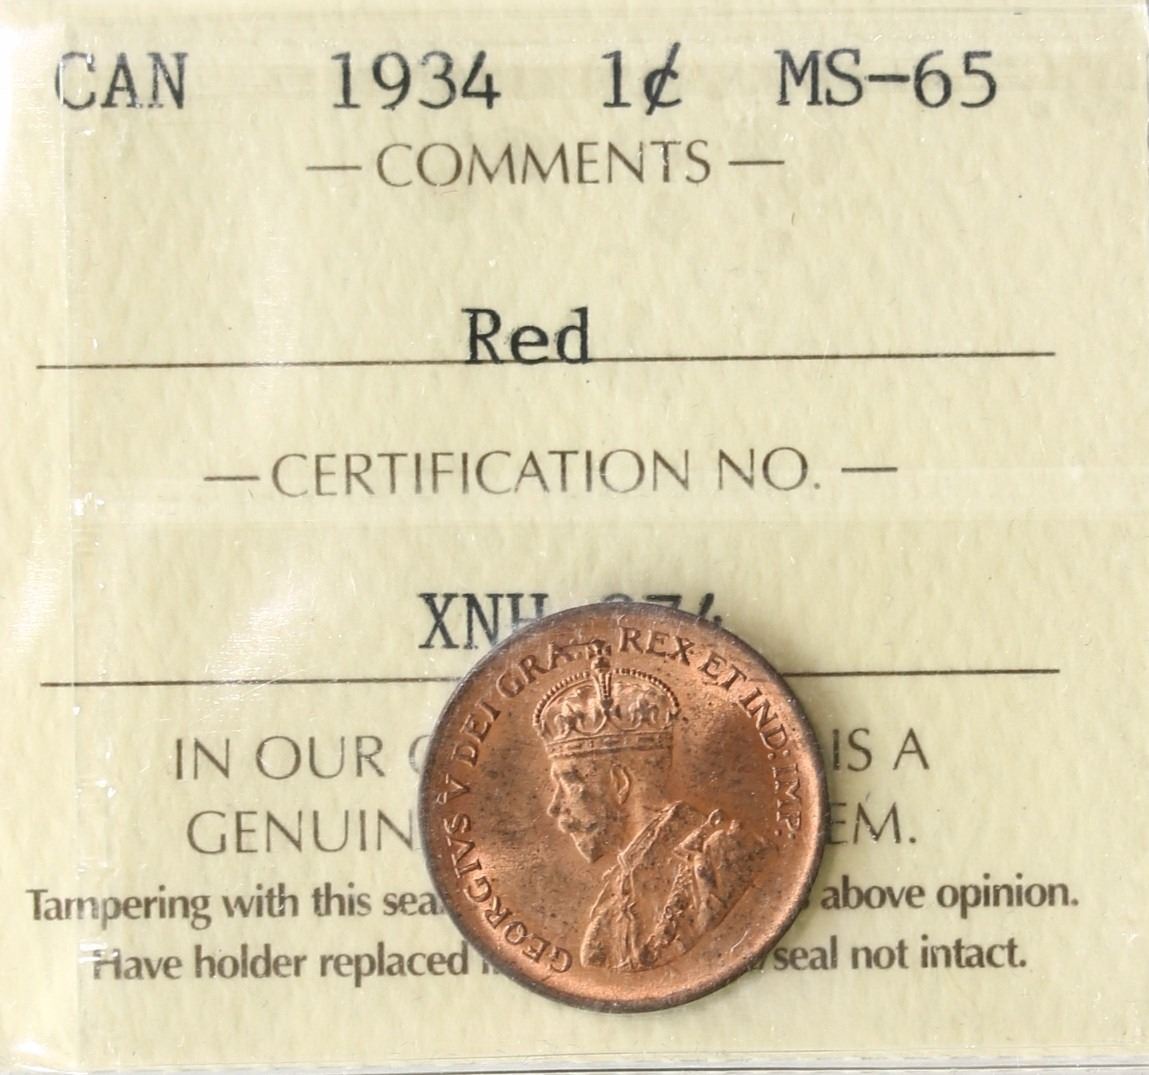 CAN 1934 1¢ MS-65
— COMMENTS —
Red
— CERTIFICATION NO. —
XNH 874
IN OUR IS A
GENUIN EM.
Tampering with this sea above opinion.
Have holder replaced seal not intact.
GEORGIVS V DEI GRA: REX ET IND: IMP: